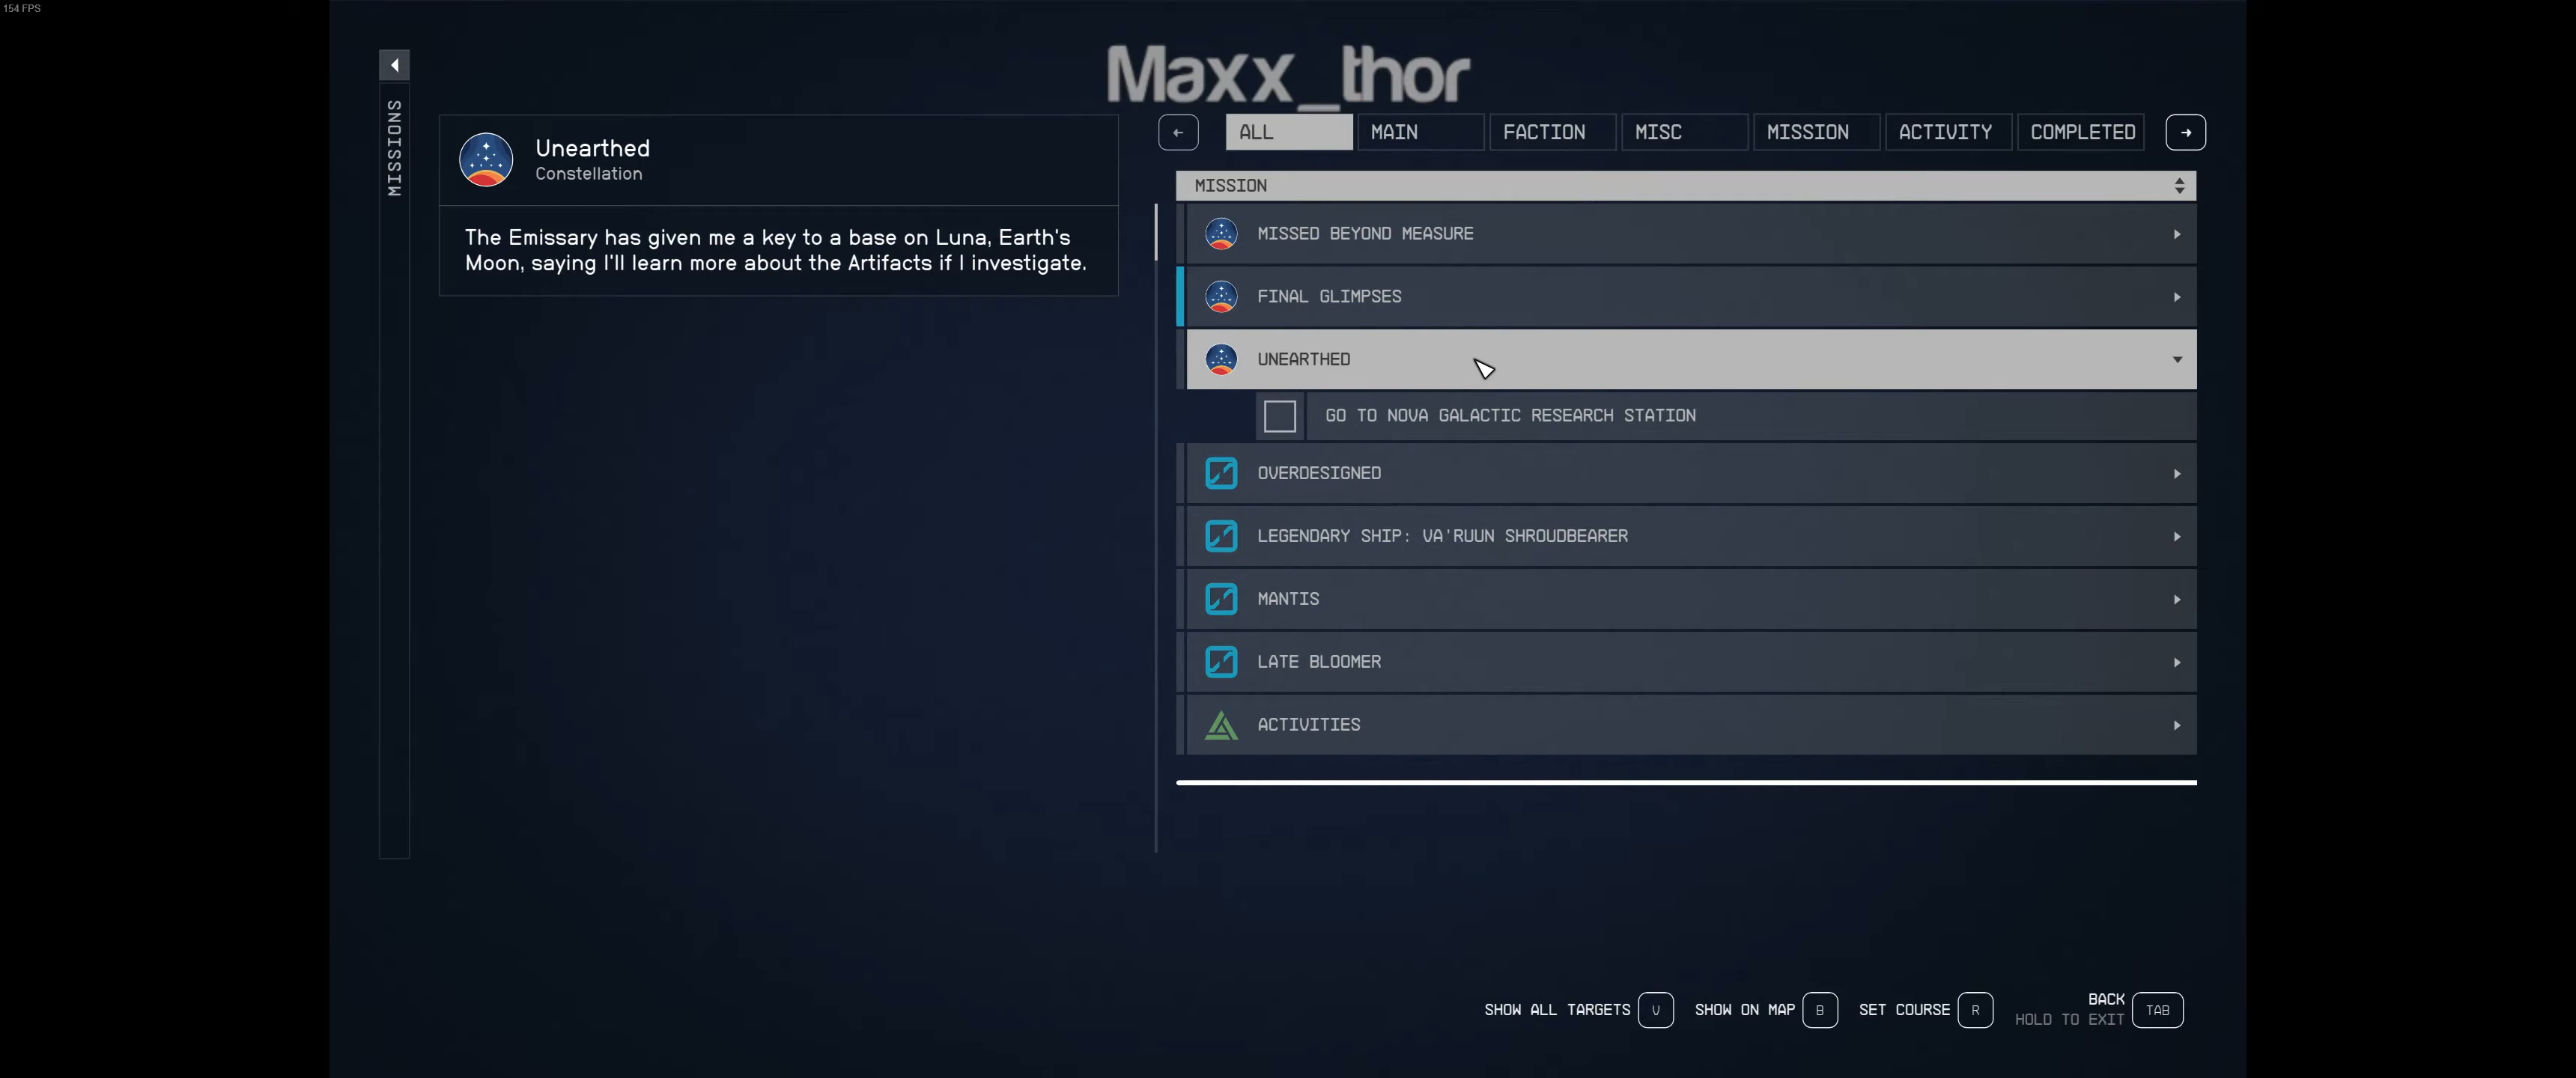 154 FPS
Maxx_thor
MISSIONS
Unearthed
Constellation
The Emissary has given me a key to a base on Luna, Earth's
Moon, saying I'll learn more about the Artifacts if I investigate.
ALL MAIN FACTION MISC MISSION ACTIVITY COMPLETED
MISSION
MISSED BEYOND MEASURE
FINAL GLIMPSES
UNEARTHED
GO TO NOVA GALACTIC RESEARCH STATION
OVERDESIGNED
LEGENDARY SHIP: VA'RUUN SHROUDBEARER
MANTIS
LATE BLOOMER
ACTIVITIES
SHOW ALL TARGETS V SHOW ON MAP B SET COURSE R BACK TAB
HOLD TO EXIT